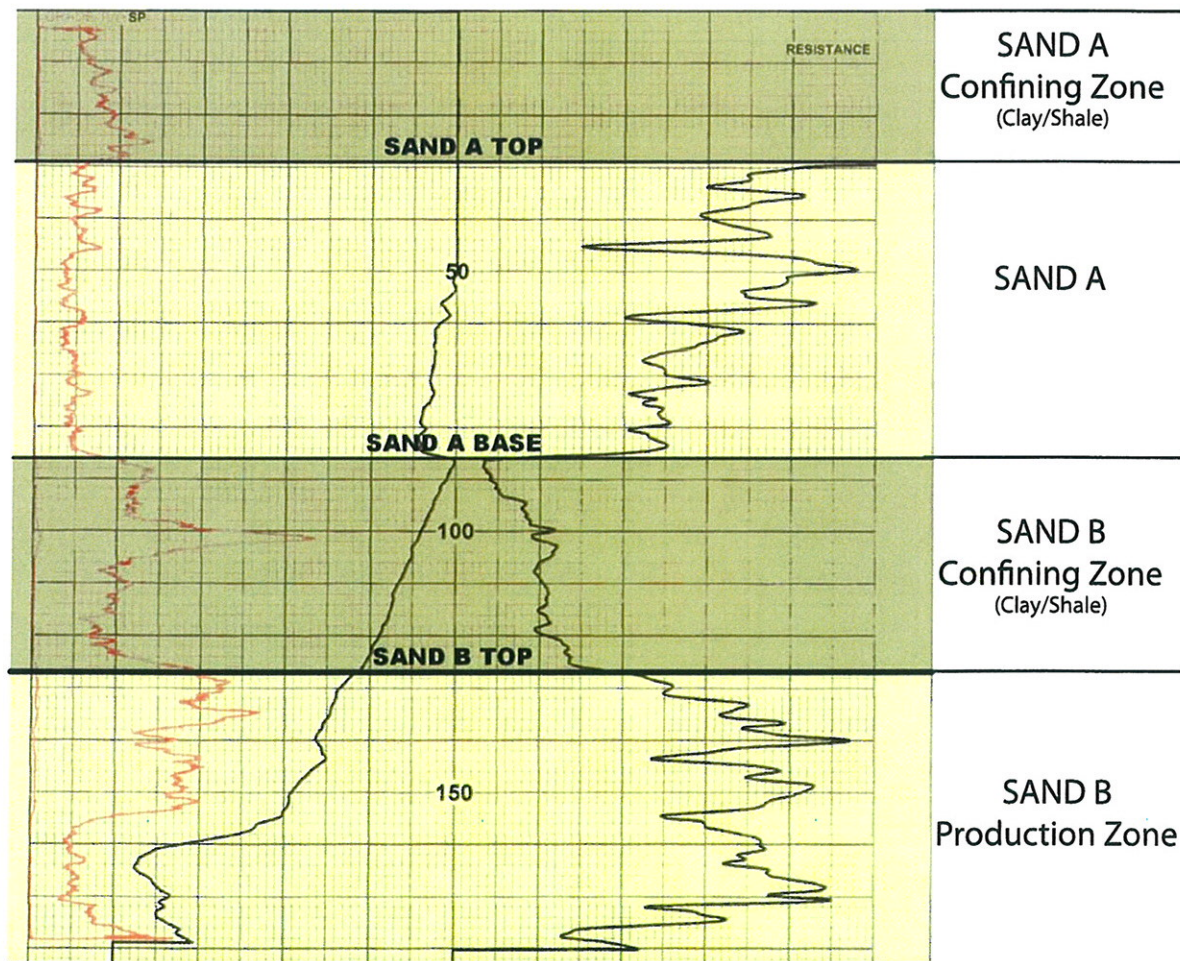 SP
RESISTANCE
SAND A
Confining Zone
(Clay/Shale)
SAND A TOP
50
SAND A
SAND A BASE
100
SAND B
Confining Zone
(Clay/Shale)
SAND B TOP
150
SAND B
Production Zone